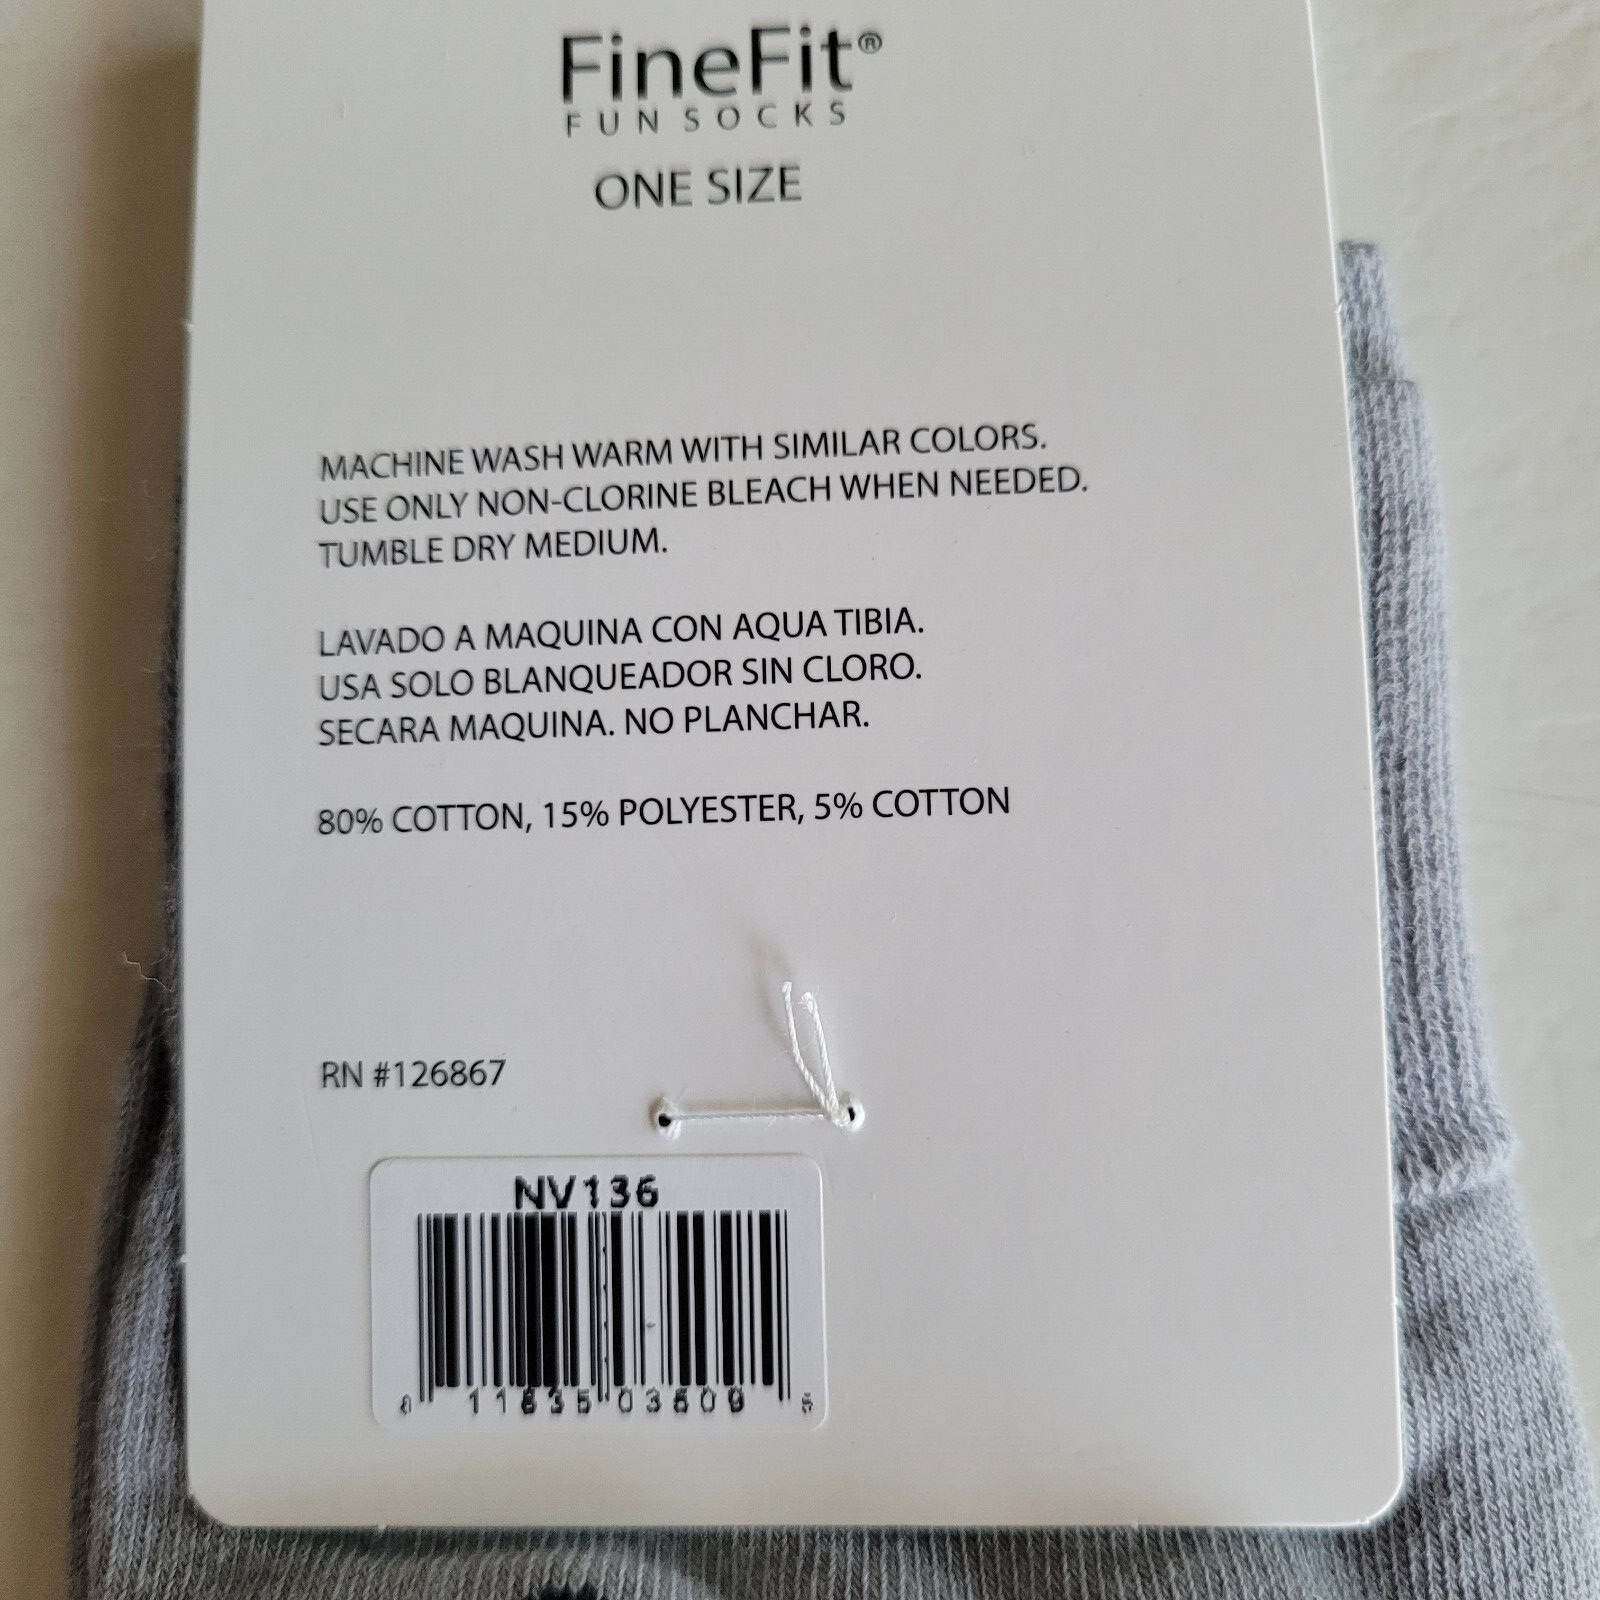 FineFit®
FUN SOCKS
ONE SIZE
MACHINE WASH WARM WITH SIMILAR COLORS.
USE ONLY NON-CLORINE BLEACH WHEN NEEDED.
TUMBLE DRY MEDIUM.
LAVADO A MAQUINA CON AQUA TIBIA.
USA SOLO BLANQUEADOR SIN CLORO.
SECARA MAQUINA. NO PLANCHAR.
80% COTTON, 15% POLYESTER, 5% COTTON
RN #126867
NV136